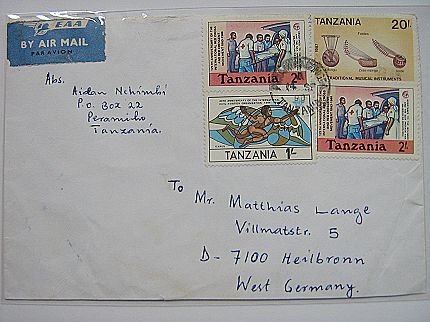 EAA
BY AIR MAIL
PAR AVION
Abs.
Aidan Nchimbi
P.O. Box 22
Peramiho
Tanzania.
Tanzania 2/-
TANZANIA 20/-
TRADITIONAL MUSICAL INSTRUMENTS
TANZANIA 1/-
Tanzania 2/-
To
Mr. Matthias Lange
Villmatstr. 5
D- 7100 Heilbronn
West Germany.